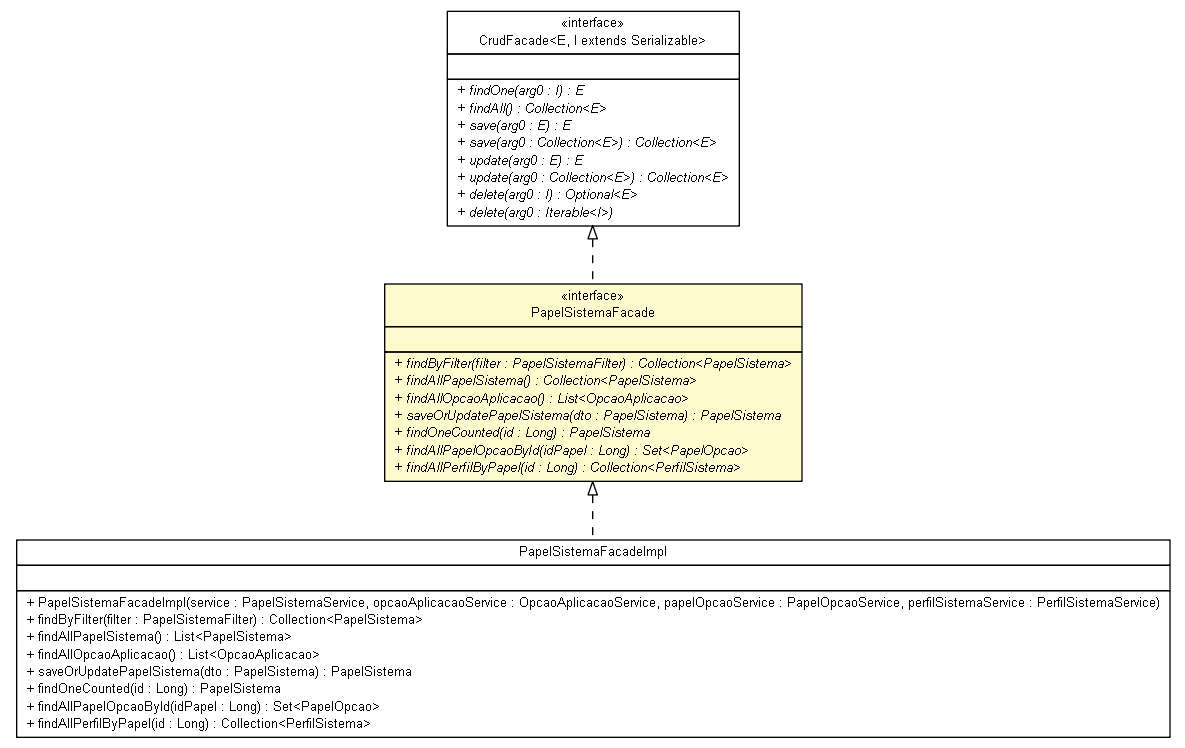 «interface»
CrudFacade<E, I extends Serializable>
+ findOne(arg0 : I) : E
+ findAll() : Collection<E>
+ save(arg0 : E) : E
+ save(arg0 : Collection<E>) : Collection<E>
+ update(arg0 : E) : E
+ update(arg0 : Collection<E>) : Collection<E>
+ delete(arg0 : I) : Optional<E>
+ delete(arg0 : Iterable<I>)
«interface»
PapelSistemaFacade
+ findByFilter(filter : PapelSistemaFilter) : Collection<PapelSistema>
+ findAllPapelSistema() : Collection<PapelSistema>
+ findAllOpcaoAplicacao() : List<OpcaoAplicacao>
+ saveOrUpdatePapelSistema(dto : PapelSistema) : PapelSistema
+ findOneCounted(id : Long) : PapelSistema
+ findAllPapelOpcaoById(idPapel : Long) : Set<PapelOpcao>
+ findAllPerfilByPapel(id : Long) : Collection<PerfilSistema>
PapelSistemaFacadeImpl
+ PapelSistemaFacadeImpl(service : PapelSistemaService, opcaoAplicacaoService : OpcaoAplicacaoService, papelOpcaoService : PapelOpcaoService, perfilSistemaService : PerfilSistemaService)
+ findByFilter(filter : PapelSistemaFilter) : Collection<PapelSistema>
+ findAllPapelSistema() : List<PapelSistema>
+ findAllOpcaoAplicacao() : List<OpcaoAplicacao>
+ saveOrUpdatePapelSistema(dto : PapelSistema) : PapelSistema
+ findOneCounted(id : Long) : PapelSistema
+ findAllPapelOpcaoById(idPapel : Long) : Set<PapelOpcao>
+ findAllPerfilByPapel(id : Long) : Collection<PerfilSistema>